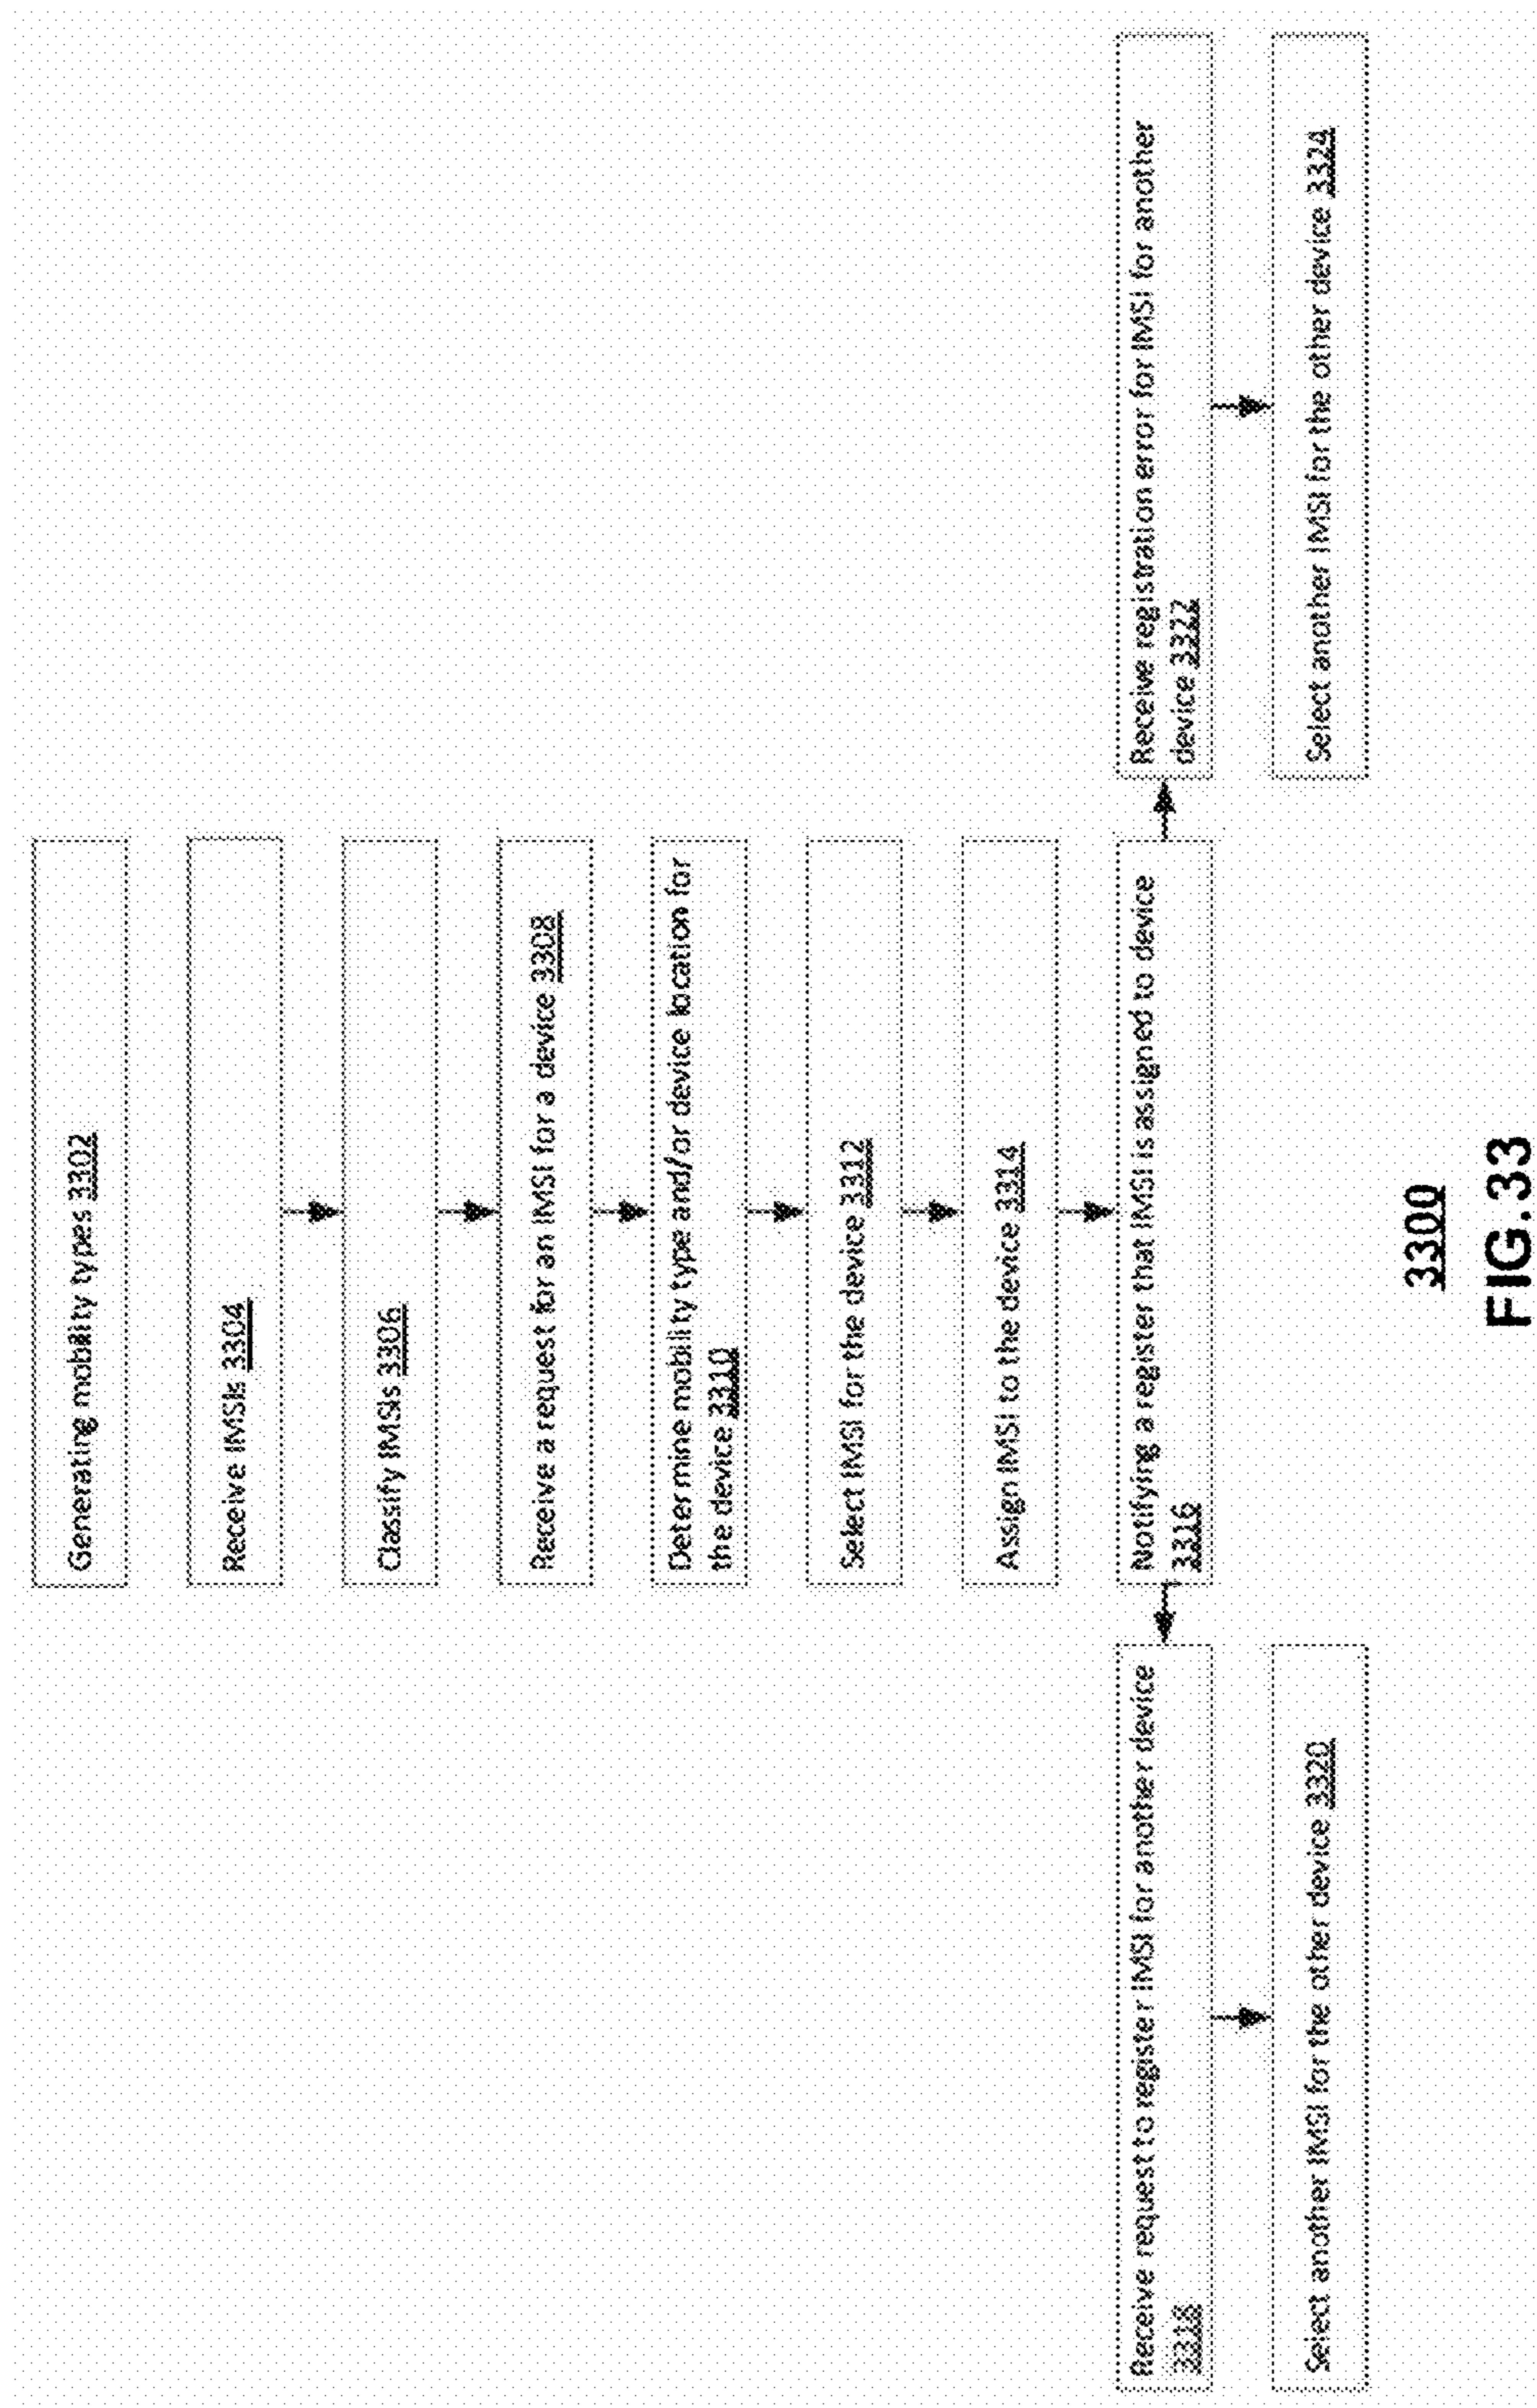 Generating mobility types 3302
Receive IMSIs 3304
Classify IMSIs 3306
Receive a request for an IMSI for a device 3308
Determine mobility type and/or device location for
the device 3310
Select IMSI for the device 3312
Assign IMSI to the device 3314
Notifying a register that IMSI is assigned to device
3316
Receive request to register IMSI for another device
3318
Select another IMSI for the other device 3320
Receive registration error for IMSI for another
device 3322
Select another IMSI for the other device 3324
3300
FIG. 33